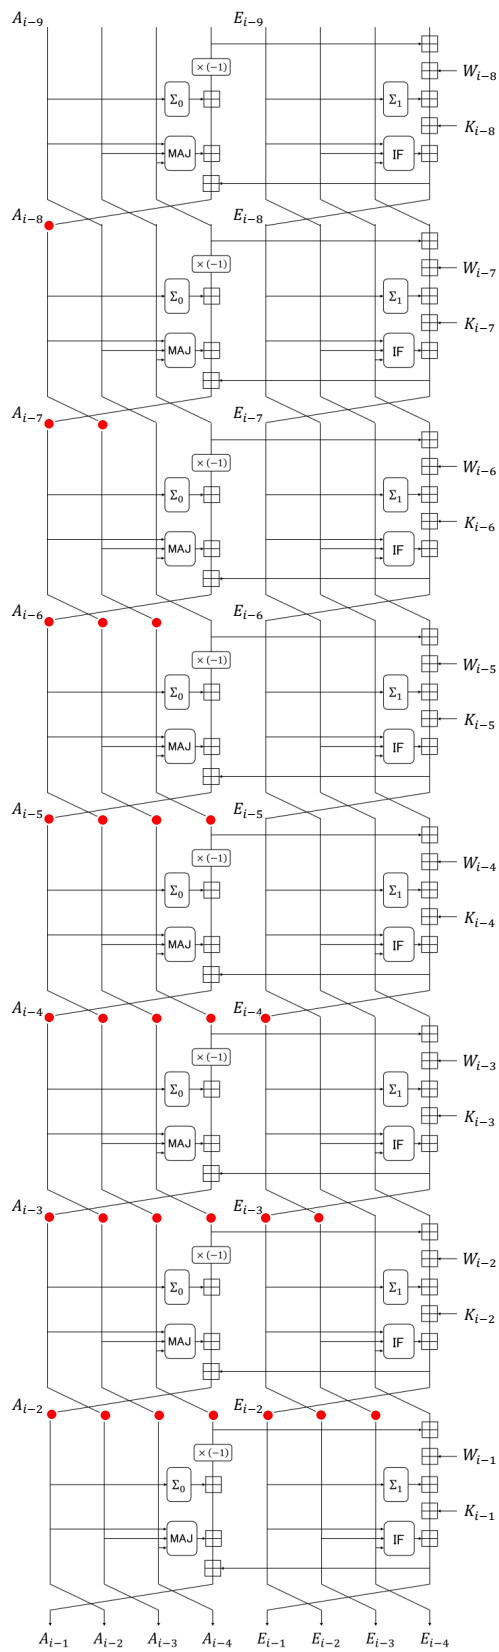 A_{i-9} E_{i-9}
× (−1)
W_{i-8}
Σ_0 Σ_1
K_{i-8}
MAJ IF
A_{i-8} E_{i-8}
× (−1)
W_{i-7}
Σ_0 Σ_1
K_{i-7}
MAJ IF
A_{i-7} E_{i-7}
× (−1)
W_{i-6}
Σ_0 Σ_1
K_{i-6}
MAJ IF
A_{i-6} E_{i-6}
× (−1)
W_{i-5}
Σ_0 Σ_1
K_{i-5}
MAJ IF
A_{i-5} E_{i-5}
× (−1)
W_{i-4}
Σ_0 Σ_1
K_{i-4}
MAJ IF
A_{i-4} E_{i-4}
× (−1)
W_{i-3}
Σ_0 Σ_1
K_{i-3}
MAJ IF
A_{i-3} E_{i-3}
× (−1)
W_{i-2}
Σ_0 Σ_1
K_{i-2}
MAJ IF
A_{i-2} E_{i-2}
× (−1)
W_{i-1}
Σ_0 Σ_1
K_{i-1}
MAJ IF
A_{i-1} A_{i-2} A_{i-3} A_{i-4} E_{i-1} E_{i-2} E_{i-3} E_{i-4}